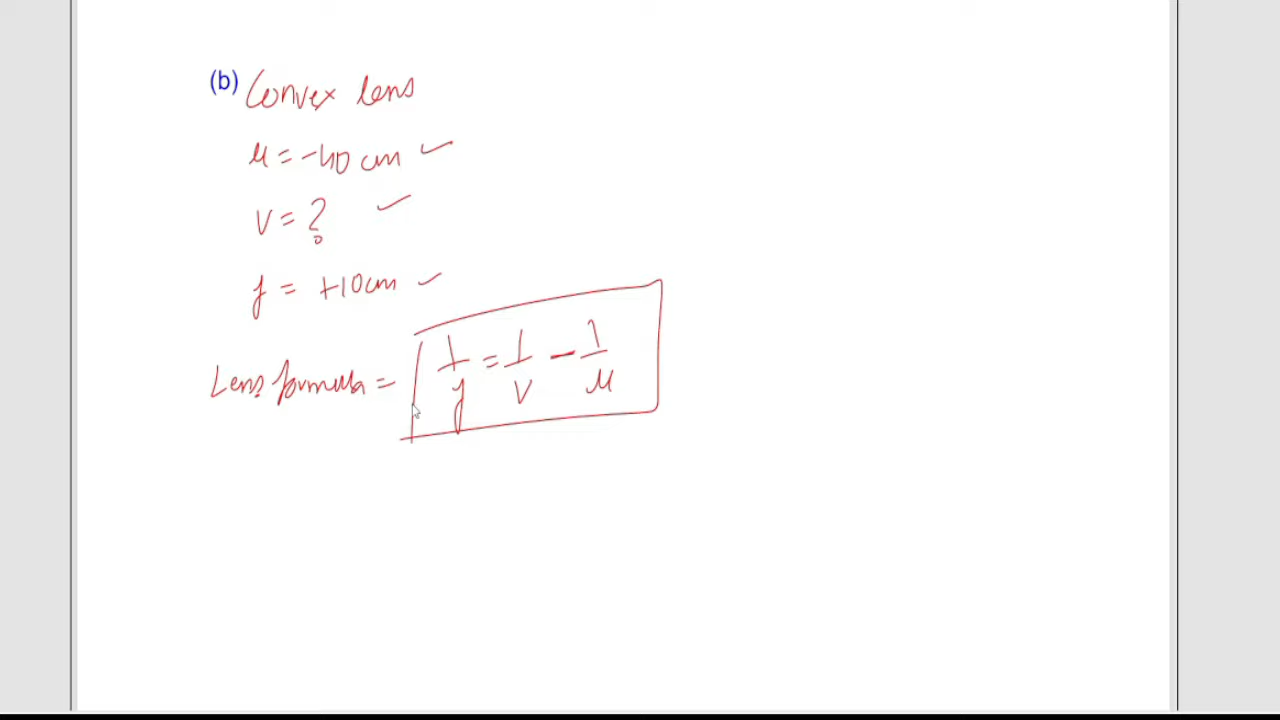 (b) Convex lens
u = -40 cm ✓
v = ? ✓
f = +10cm ✓
Lens formula = 1/f = 1/v - 1/u